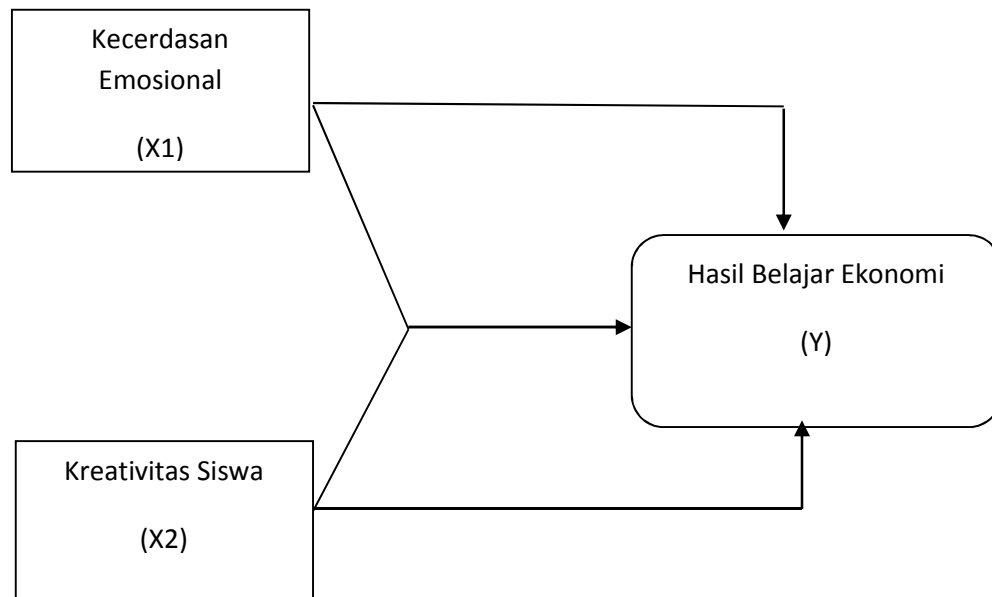 Kecerdasan
Emosional
(X1)
Hasil Belajar Ekonomi
(Y)
Kreativitas Siswa
(X2)